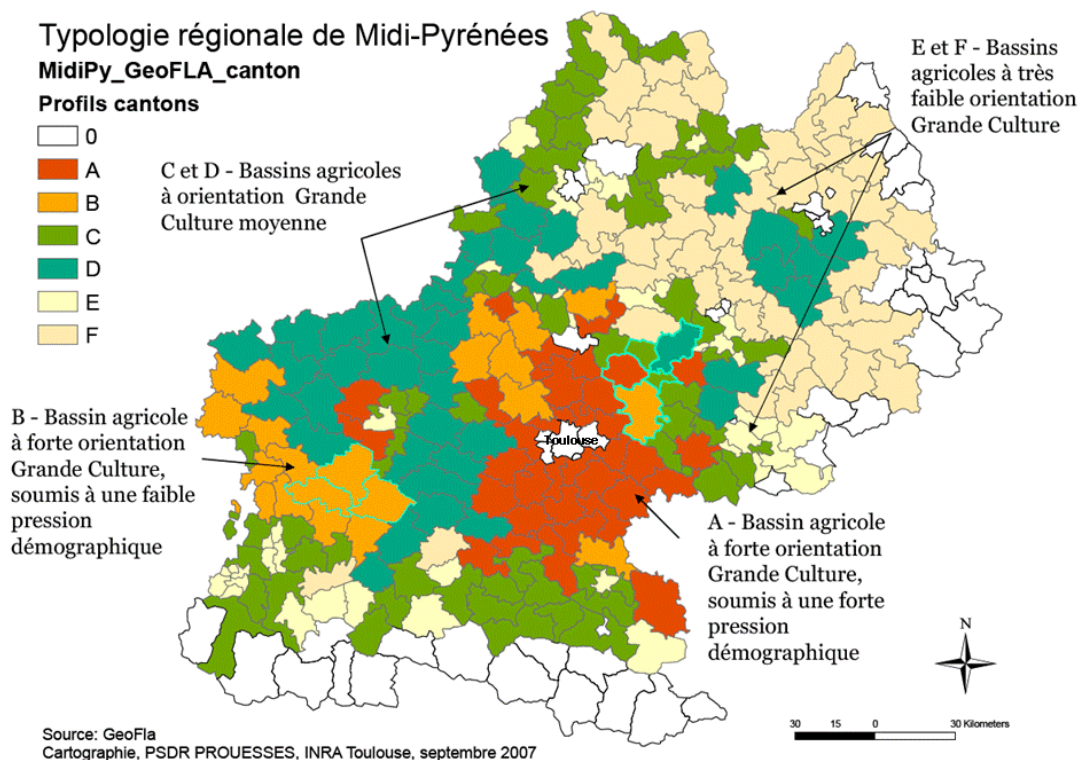 Typologie régionale de Midi-Pyrénées
MidiPy_GeoFLA_canton
Profils cantons
0
A
B
C
D
E
F
C et D - Bassins agricoles
à orientation Grande
Culture moyenne
E et F - Bassins
agricoles à très
faible orientation
Grande Culture
B - Bassin agricole
à forte orientation
Grande Culture,
soumis à une faible
pression
démographique
Toulouse
A - Bassin agricole
à forte orientation
Grande Culture,
soumis à une forte
pression
démographique
N
30 15 0 30 Kilometers
Source: GeoFla
Cartographie, PSDR PROUESSES, INRA Toulouse, septembre 2007